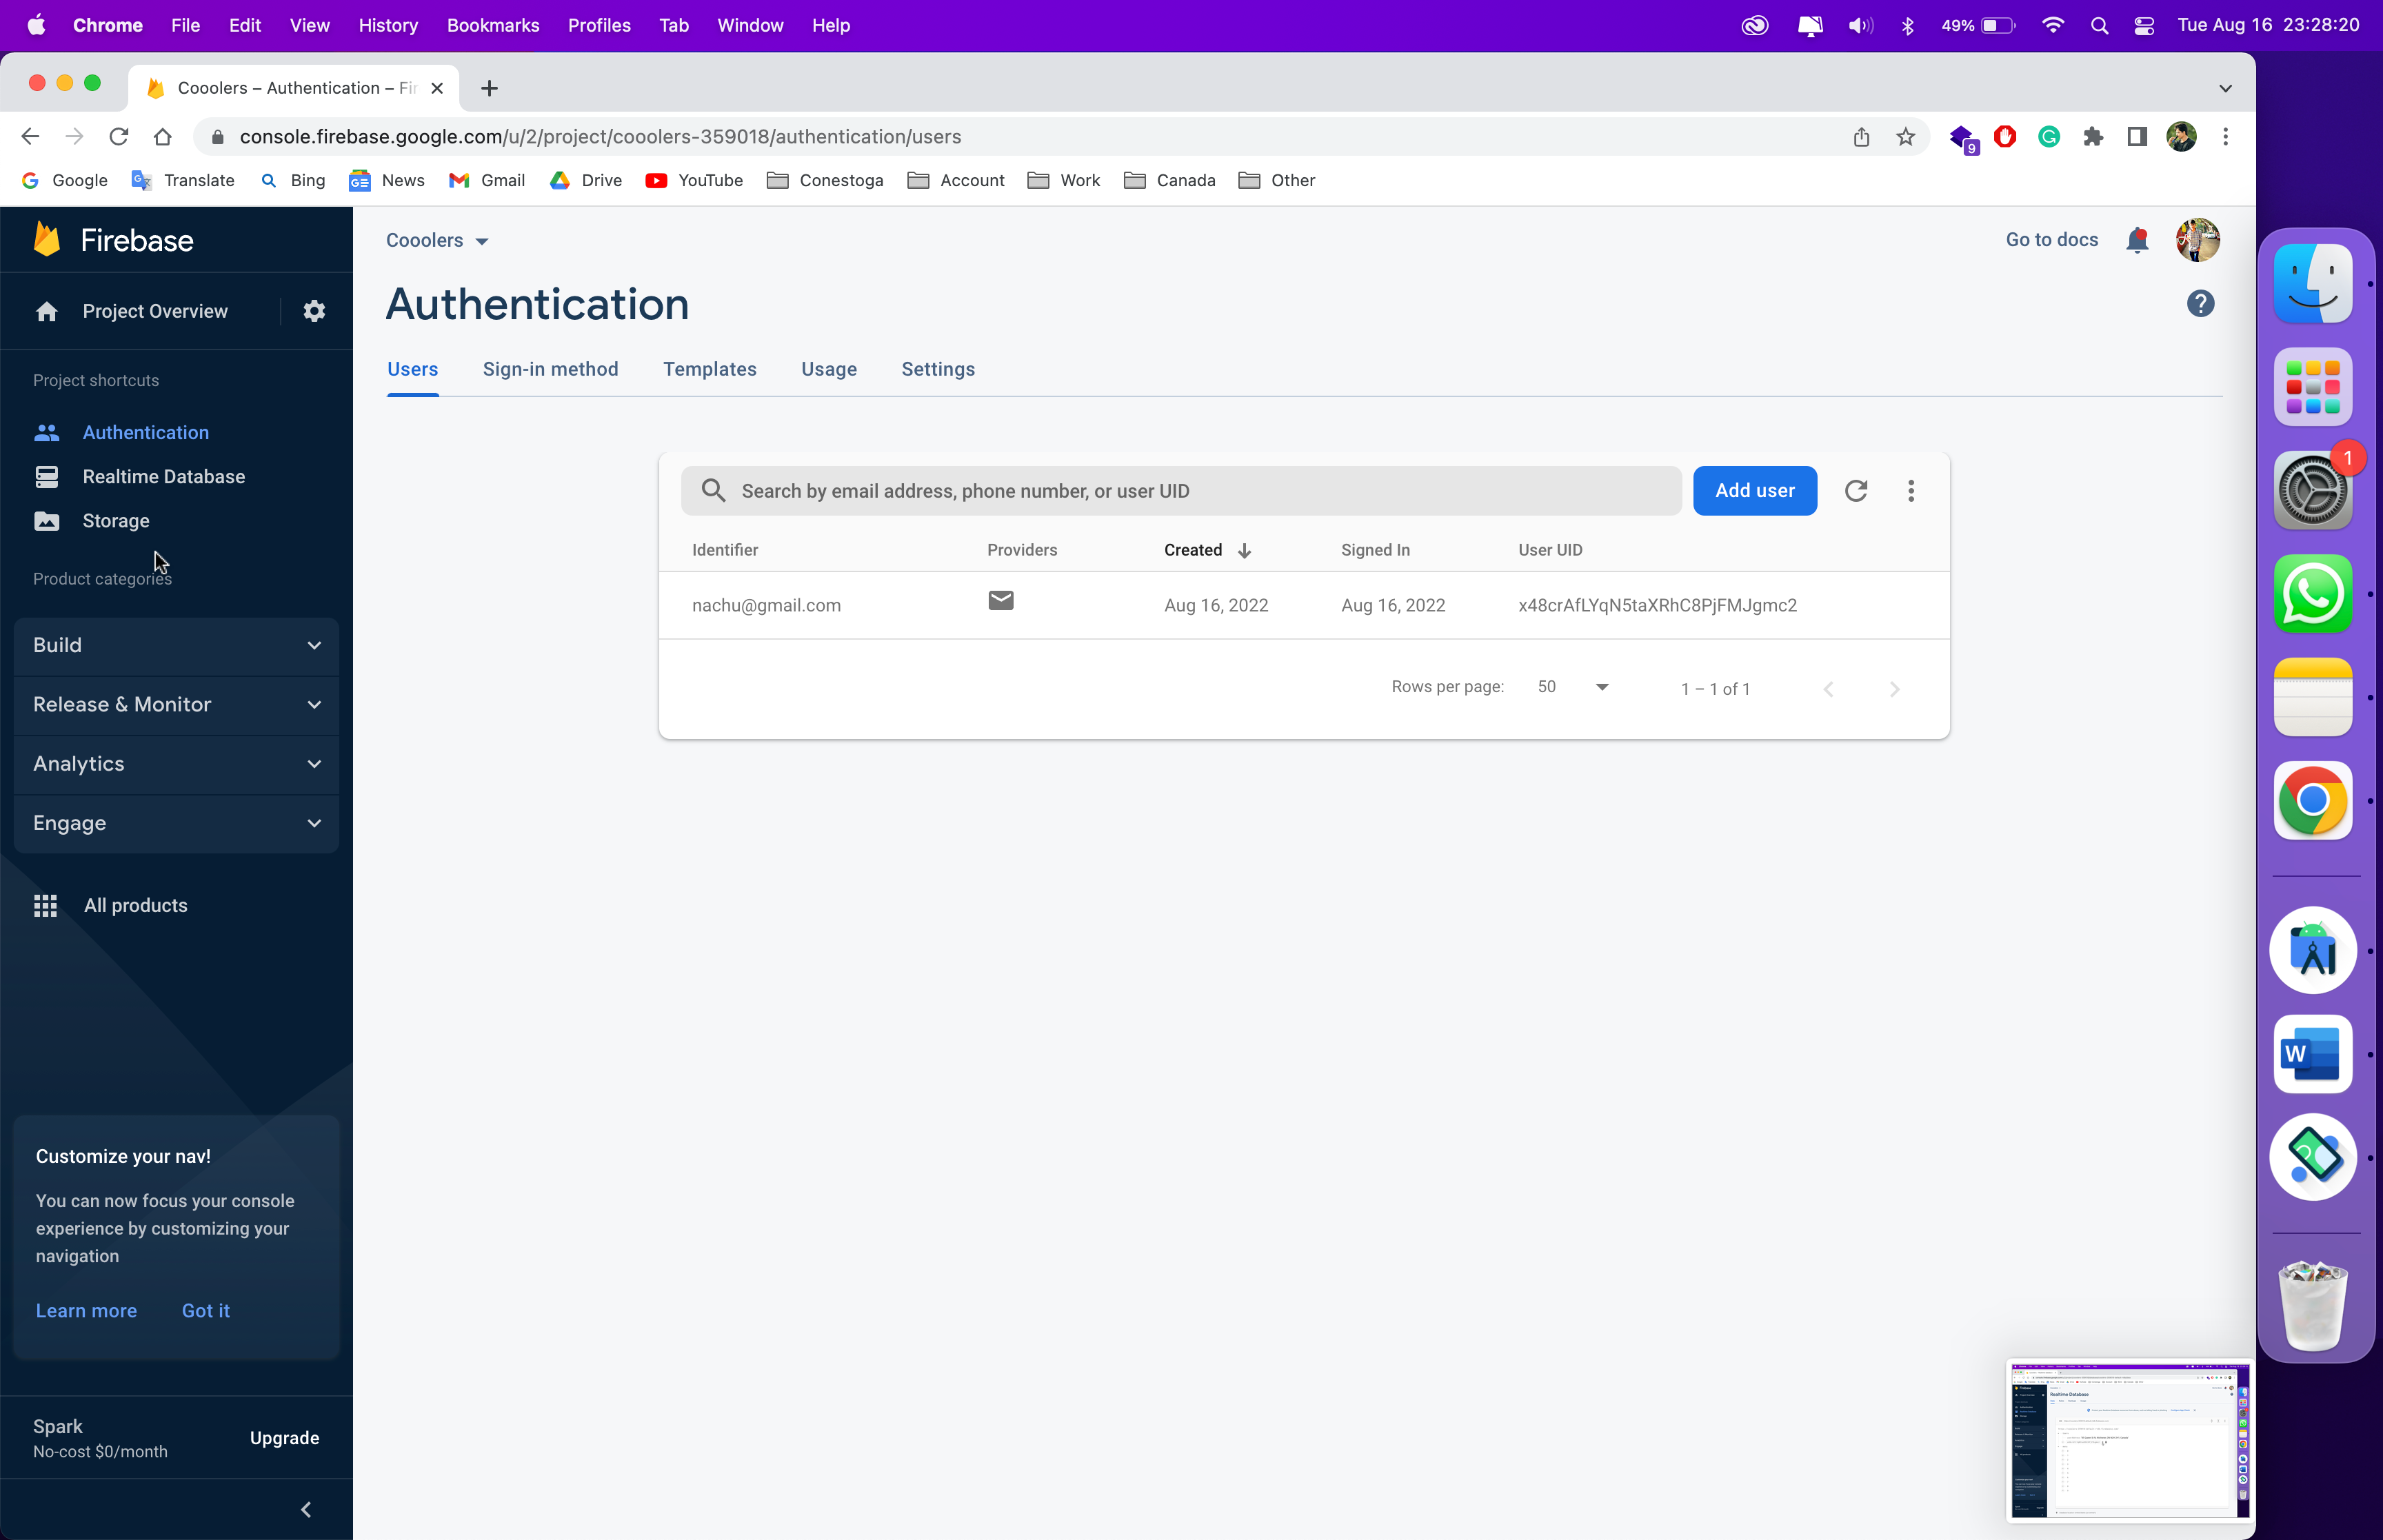 Chrome File Edit View History Bookmarks Profiles Tab Window Help 49% Tue Aug 16 23:28:20
Cooolers – Authentication – Fir
console.firebase.google.com/u/2/project/cooolers-359018/authentication/users
9
Google Translate Bing News Gmail Drive YouTube Conestoga Account Work Canada Other
Firebase
Project Overview
Project shortcuts
Authentication
Realtime Database
Storage
Product categories
Build
Release & Monitor
Analytics
Engage
All products
Customize your nav!
You can now focus your console
experience by customizing your
navigation
Learn more Got it
Spark
No-cost $0/month
Upgrade
Cooolers
Go to docs
Authentication
Users Sign-in method Templates Usage Settings
Search by email address, phone number, or user UID
Add user
Identifier Providers Created Signed In User UID
nachu@gmail.com Aug 16, 2022 Aug 16, 2022 x48crAfLYqN5taXRhC8PjFMJgmc2
Rows per page: 50 1 – 1 of 1
1
W
Realtime Database